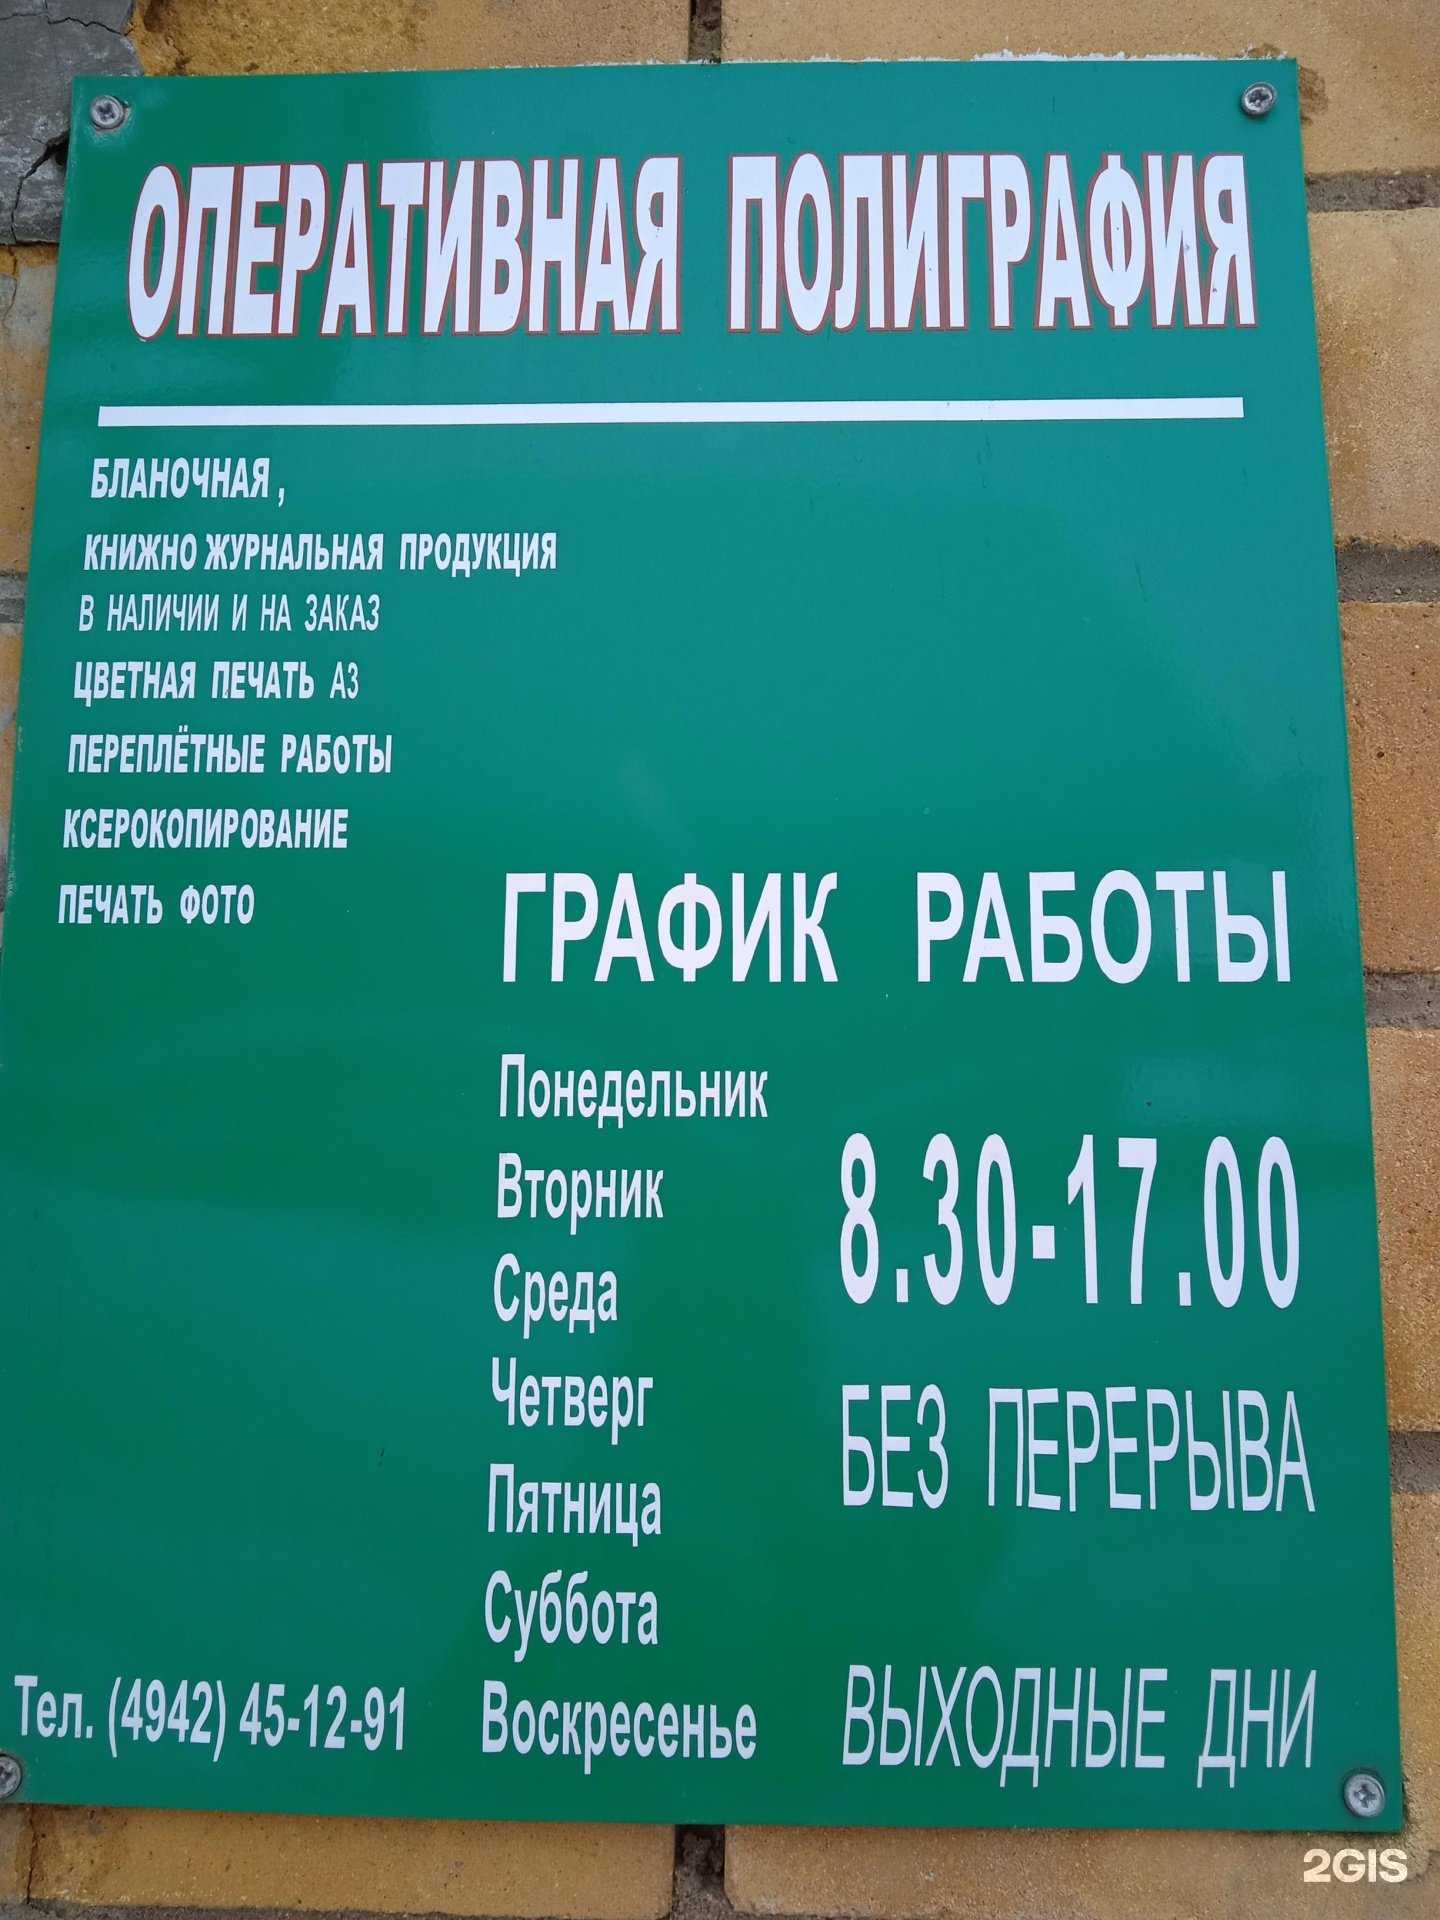 ОПЕРАТИВНАЯ ПОЛИГРАФИЯ
БЛАНОЧНАЯ,
КНИЖНО ЖУРНАЛЬНАЯ ПРОДУКЦИЯ
В НАЛИЧИИ И НА ЗАКАЗ
ЦВЕТНАЯ ПЕЧАТЬ А3
ПЕРЕПЛЁТНЫЕ РАБОТЫ
КСЕРОКОПИРОВАНИЕ
ПЕЧАТЬ ФОТО
ГРАФИК РАБОТЫ
Понедельник
Вторник
8.30-17.00
Среда
Четверг
БЕЗ ПЕРЕРЫВА
Пятница
Суббота
Воскресенье
ВЫХОДНЫЕ ДНИ
Тел. (4942) 45-12-91
2GIS